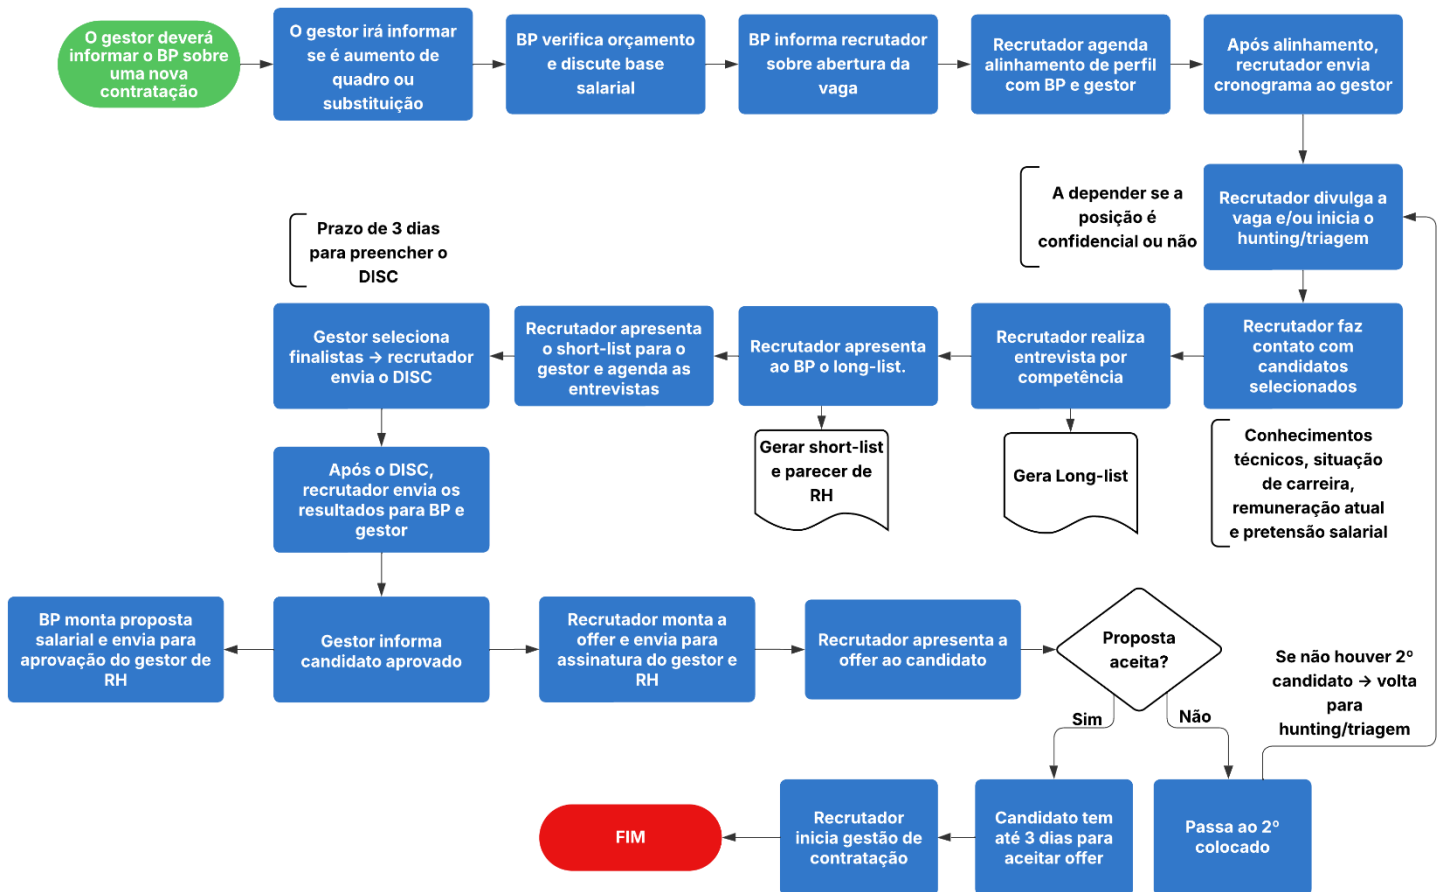 O gestor deverá
informar o BP sobre
uma nova
contratação
O gestor irá informar
se é aumento de
quadro ou
substituição
BP verifica orçamento
e discute base
salarial
BP informa recrutador
sobre abertura da
vaga
Recrutador agenda
alinhamento de perfil
com BP e gestor
Após alinhamento,
recrutador envia
cronograma ao gestor
A depender se a
posição é
confidencial ou não
Recrutador divulga a
vaga e/ou inicia o
hunting/triagem
Recrutador faz
contato com
candidatos
selecionados
Conhecimentos
técnicos, situação
de carreira,
remuneração atual
e pretensão salarial
Recrutador realiza
entrevista por
competência
Gera Long-list
Recrutador apresenta
ao BP o long-list.
Gerar short-list
e parecer de
RH
Recrutador apresenta
o short-list para o
gestor e agenda as
entrevistas
Prazo de 3 dias
para preencher o
DISC
Gestor seleciona
finalistas → recrutador
envia o DISC
Após o DISC,
recrutador envia os
resultados para BP e
gestor
Gestor informa
candidato aprovado
BP monta proposta
salarial e envia para
aprovação do gestor de
RH
Recrutador monta a
offer e envia para
assinatura do gestor e
RH
Recrutador apresenta a
offer ao candidato
Proposta
aceita?
Sim
Não
Se não houver 2º
candidato → volta
para
hunting/triagem
Passa ao 2º
colocado
Candidato tem
até 3 dias para
aceitar offer
Recrutador
inicia gestão de
contratação
FIM